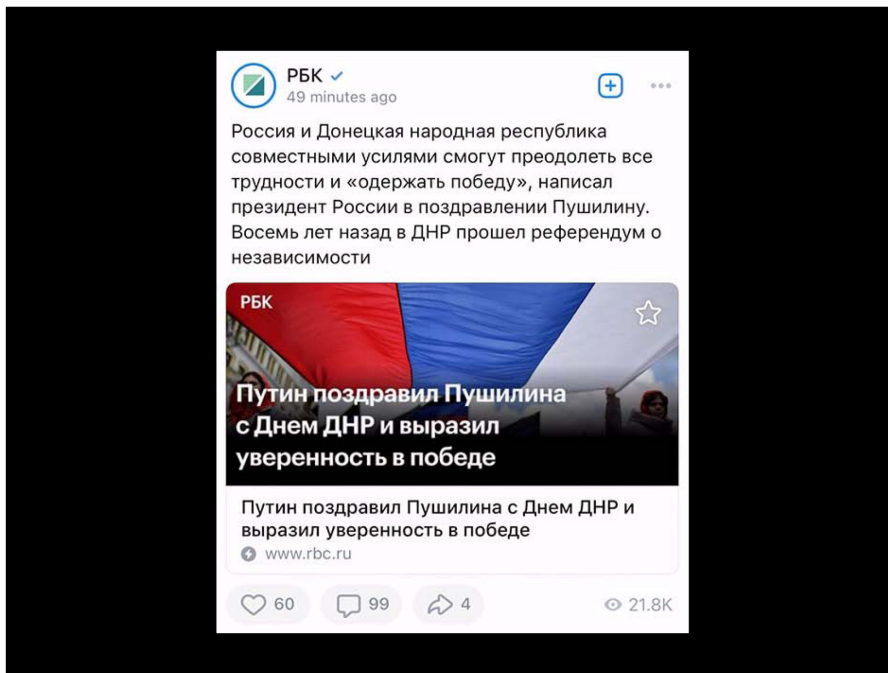 РБК
49 minutes ago
Россия и Донецкая народная республика
совместными усилями смогут преодолеть все
трудности и «одержать победу», написал
президент России в поздравлении Пушилину.
Восемь лет назад в ДНР прошел референдум о
независимости
РБК
Путин поздравил Пушилина
с Днем ДНР и выразил
уверенность в победе
Путин поздравил Пушилина с Днем ДНР и
выразил уверенность в победе
www.rbc.ru
60 99 4 21.8K